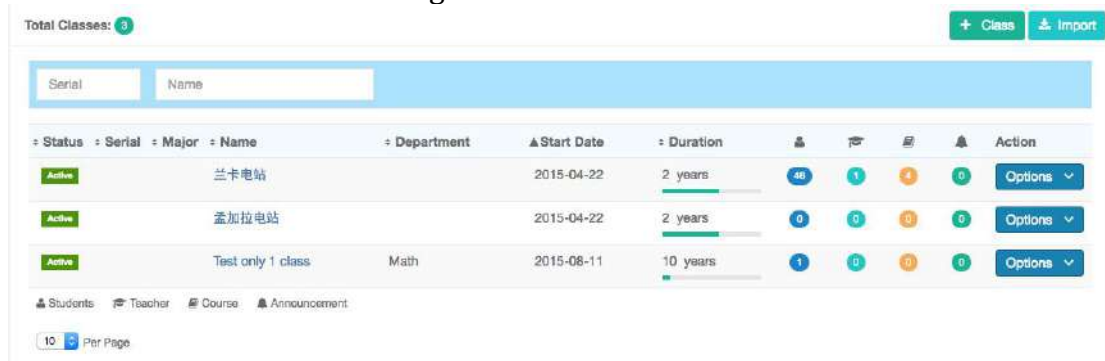 Total Classes: 3
+ Class
Import
Serial
Name
Status Serial Major Name Department Start Date Duration Action
Active 兰卡电站 2015-04-22 2 years 46 1 4 0 Options
Active 孟加拉电站 2015-04-22 2 years 0 0 0 0 Options
Active Test only 1 class Math 2015-08-11 10 years 1 0 0 0 Options
Students Teacher Course Announcement
10 Per Page